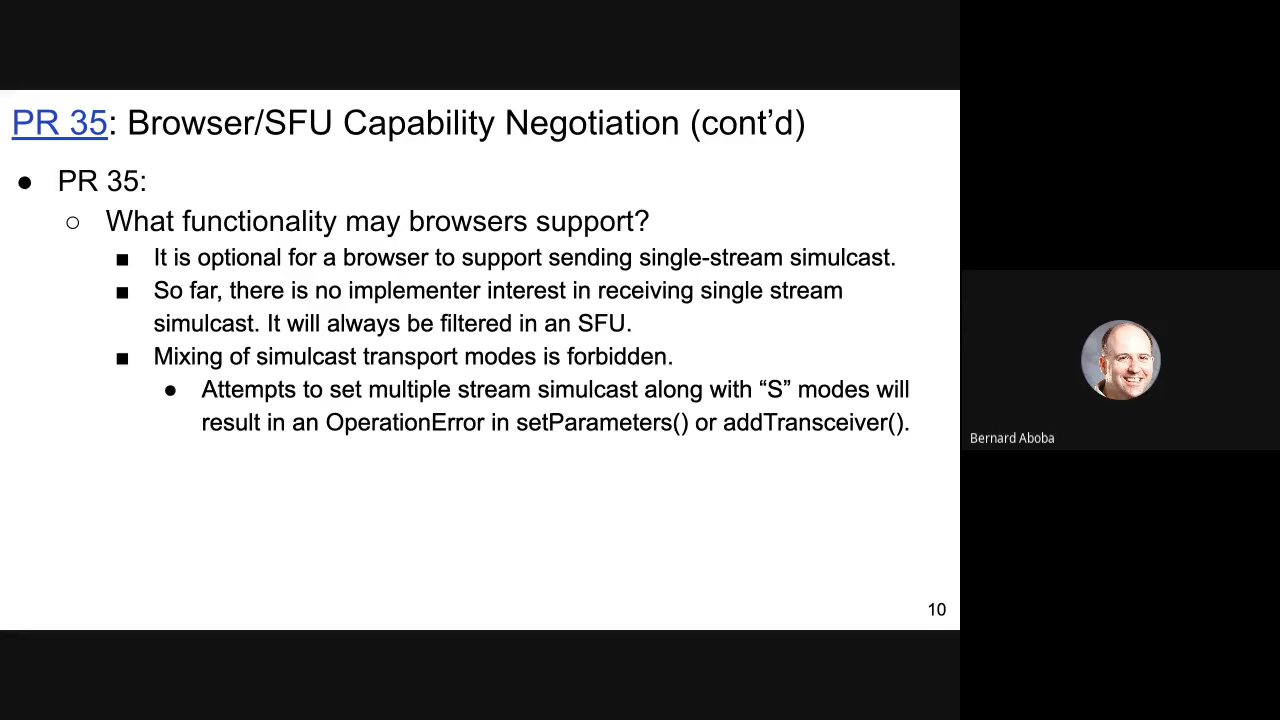 PR 35: Browser/SFU Capability Negotiation (cont’d)
● PR 35:
○ What functionality may browsers support?
■ It is optional for a browser to support sending single-stream simulcast.
■ So far, there is no implementer interest in receiving single stream
simulcast. It will always be filtered in an SFU.
■ Mixing of simulcast transport modes is forbidden.
● Attempts to set multiple stream simulcast along with “S” modes will
result in an OperationError in setParameters() or addTransceiver().
10
Bernard Aboba